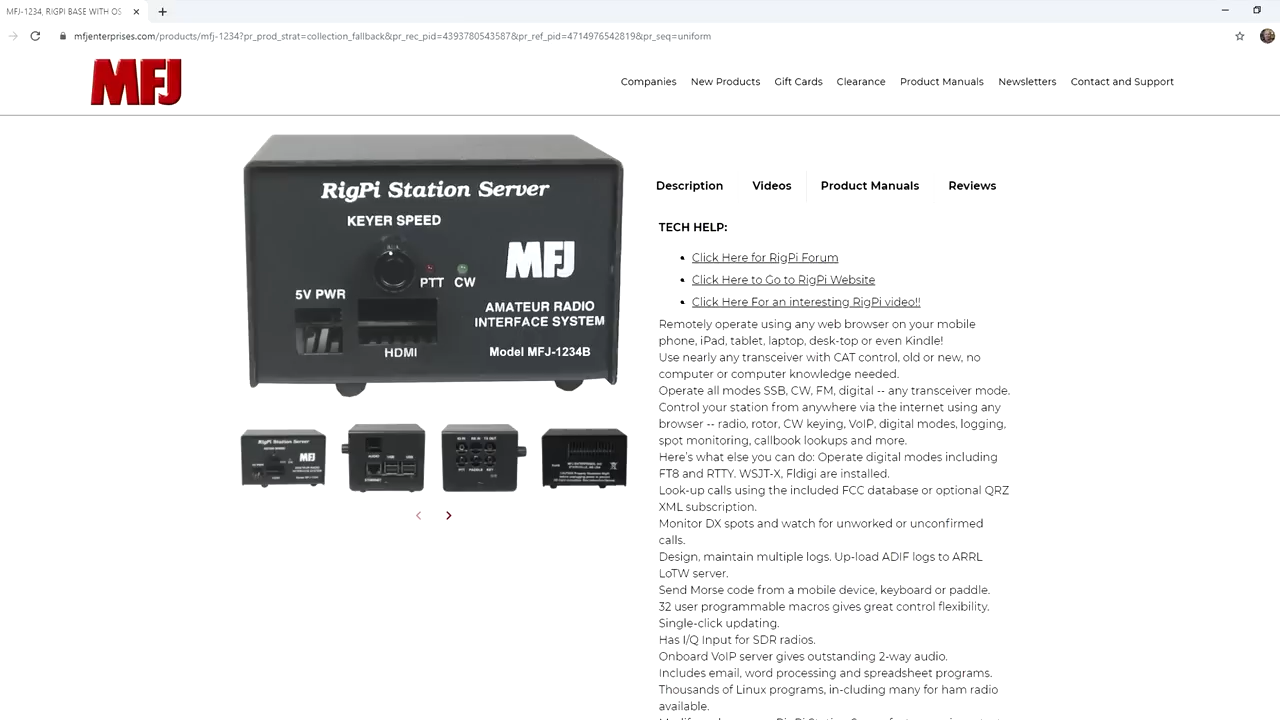 MFJ-1234, RIGPI BASE WITH OS
mfjenterprises.com/products/mfj-1234?pr_prod_strat=collection_fallback&pr_rec_pid=4393780543587&pr_ref_pid=4714976542819&pr_seq=uniform
MFJ
Companies New Products Gift Cards Clearance Product Manuals Newsletters Contact and Support
RigPi Station Server
KEYER SPEED
MFJ
PTT CW
5V PWR
AMATEUR RADIO
INTERFACE SYSTEM
HDMI
Model MFJ-1234B
RigPi Station Server
MFJ
AUDIO
USB USB
ETHERNET
PTT PADDLE KEY
Description Videos Product Manuals Reviews
TECH HELP:
• Click Here for RigPi Forum
• Click Here to Go to RigPi Website
• Click Here For an interesting RigPi video!!
Remotely operate using any web browser on your mobile
phone, iPad, tablet, laptop, desk-top or even Kindle!
Use nearly any transceiver with CAT control, old or new, no
computer or computer knowledge needed.
Operate all modes SSB, CW, FM, digital -- any transceiver mode.
Control your station from anywhere via the internet using any
browser -- radio, rotor, CW keying, VoIP, digital modes, logging,
spot monitoring, callbook lookups and more.
Here's what else you can do: Operate digital modes including
FT8 and RTTY. WSJT-X, Fldigi are installed.
Look-up calls using the included FCC database or optional QRZ
XML subscription.
Monitor DX spots and watch for unworked or unconfirmed
calls.
Design, maintain multiple logs. Up-load ADIF logs to ARRL
LoTW server.
Send Morse code from a mobile device, keyboard or paddle.
32 user programmable macros gives great control flexibility.
Single-click updating.
Has I/Q Input for SDR radios.
Onboard VoIP server gives outstanding 2-way audio.
Includes email, word processing and spreadsheet programs.
Thousands of Linux programs, in-cluding many for ham radio
available.